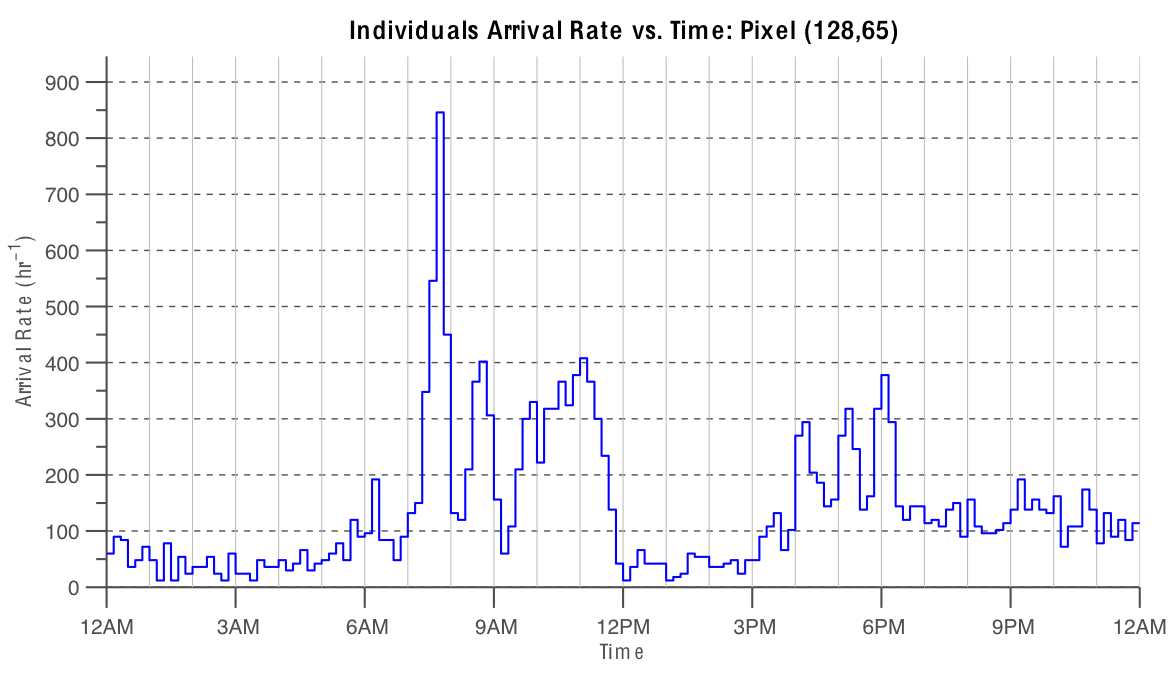 Individuals Arrival Rate vs. Time: Pixel (128,65)
900
800
700
600
500
400
300
200
100
0
Arrival Rate (hr⁻¹)
12AM 3AM 6AM 9AM 12PM 3PM 6PM 9PM 12AM
Time